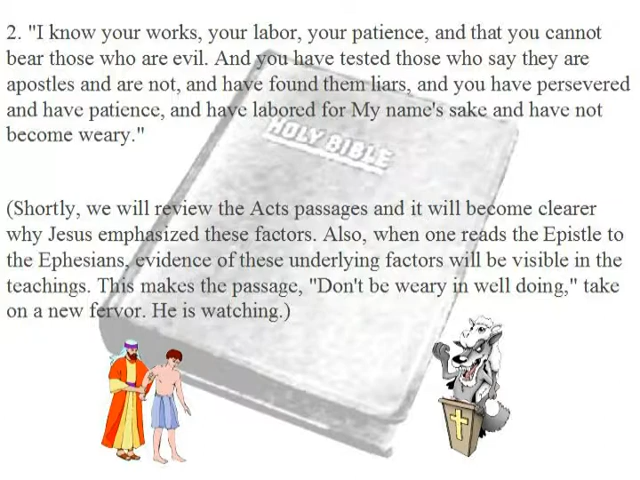 2. "I know your works, your labor, your patience, and that you cannot
bear those who are evil. And you have tested those who say they are
apostles and are not, and have found them liars, and you have persevered
and have patience, and have labored for My name's sake and have not
become weary."
HOLY BIBLE
(Shortly, we will review the Acts passages and it will become clearer
why Jesus emphasized these factors. Also, when one reads the Epistle to
the Ephesians, evidence of these underlying factors will be visible in the
teachings. This makes the passage, "Don't be weary in well doing," take
on a new fervor. He is watching.)